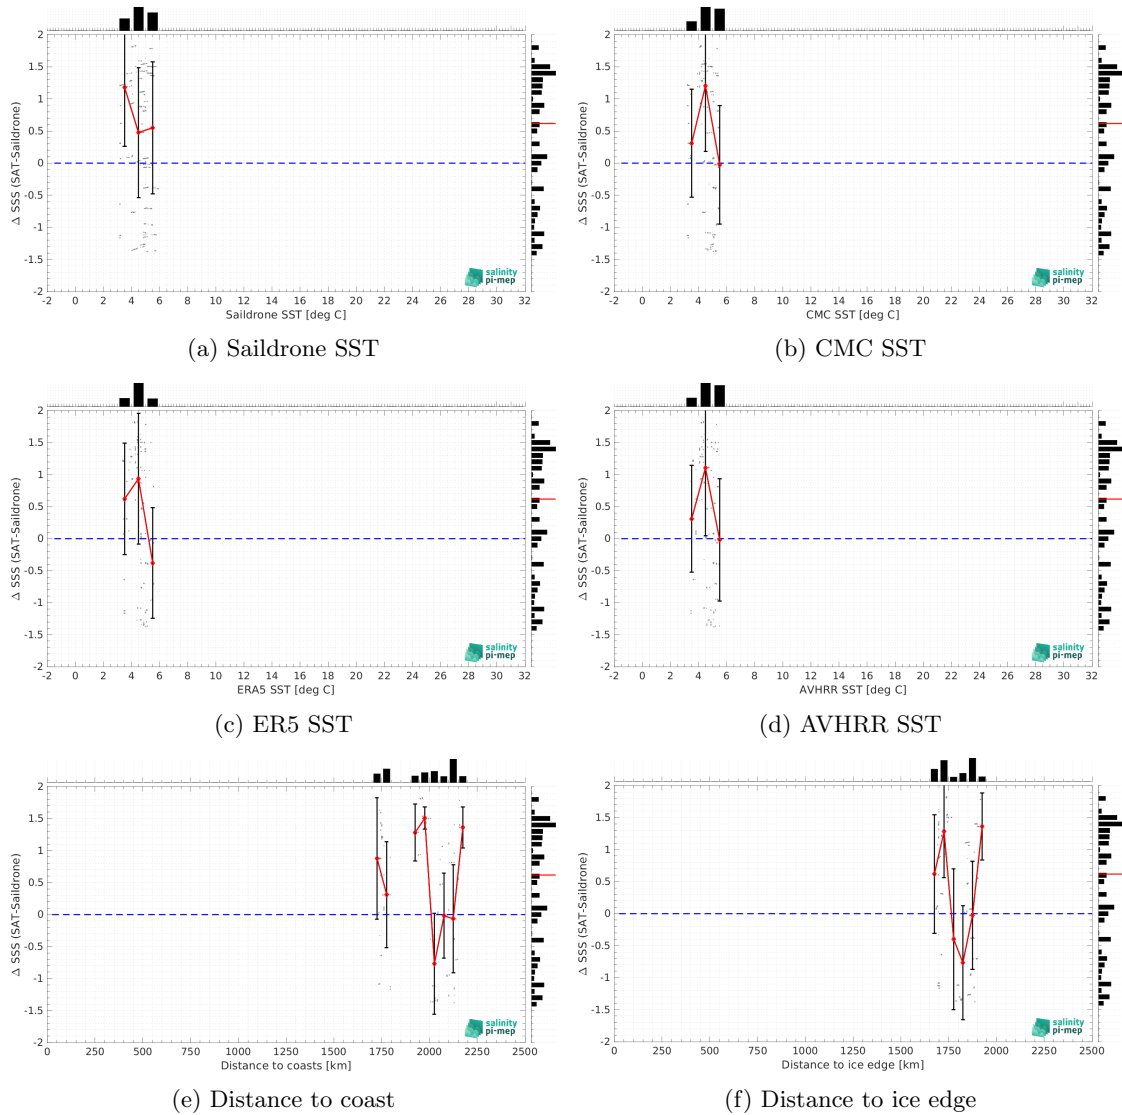 2
1.5
1
0.5
0
-0.5
-1
-1.5
-2
Δ SSS (SAT-Saildrone)
-2 0 2 4 6 8 10 12 14 16 18 20 22 24 26 28 30 32
Saildrone SST [deg C]
salinity
pi-mep
(a) Saildrone SST
2
1.5
1
0.5
0
-0.5
-1
-1.5
-2
Δ SSS (SAT-Saildrone)
-2 0 2 4 6 8 10 12 14 16 18 20 22 24 26 28 30 32
CMC SST [deg C]
salinity
pi-mep
(b) CMC SST
2
1.5
1
0.5
0
-0.5
-1
-1.5
-2
Δ SSS (SAT-Saildrone)
-2 0 2 4 6 8 10 12 14 16 18 20 22 24 26 28 30 32
ERA5 SST [deg C]
salinity
pi-mep
(c) ER5 SST
2
1.5
1
0.5
0
-0.5
-1
-1.5
-2
Δ SSS (SAT-Saildrone)
-2 0 2 4 6 8 10 12 14 16 18 20 22 24 26 28 30 32
AVHRR SST [deg C]
salinity
pi-mep
(d) AVHRR SST
2
1.5
1
0.5
0
-0.5
-1
-1.5
-2
Δ SSS (SAT-Saildrone)
0 250 500 750 1000 1250 1500 1750 2000 2250 2500
Distance to coasts [km]
salinity
pi-mep
(e) Distance to coast
2
1.5
1
0.5
0
-0.5
-1
-1.5
-2
Δ SSS (SAT-Saildrone)
0 250 500 750 1000 1250 1500 1750 2000 2250 2500
Distance to ice edge [km]
salinity
pi-mep
(f) Distance to ice edge